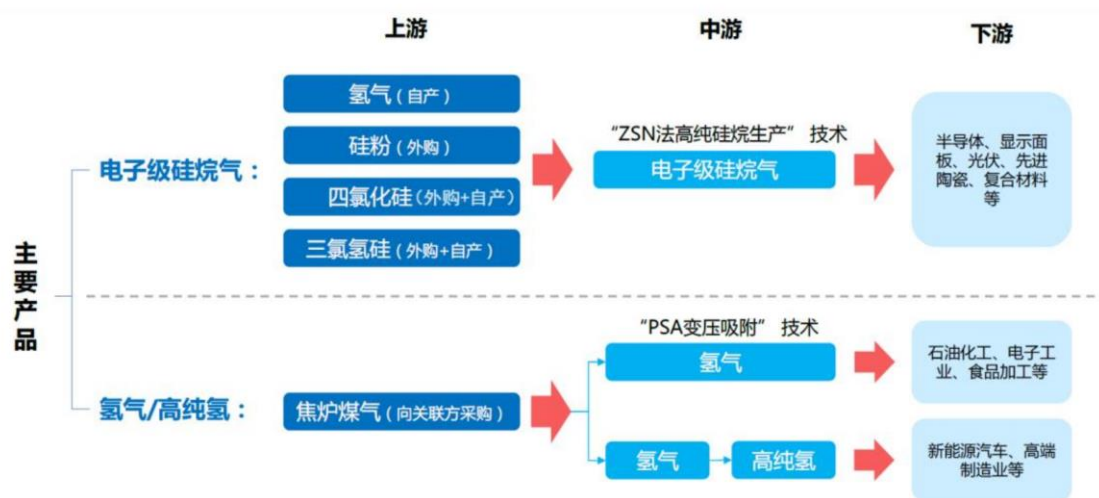 上游
中游
下游
主要产品
电子级硅烷气：
氢气（自产）
硅粉（外购）
四氯化硅（外购+自产）
三氯氢硅（外购+自产）
“ZSN法高纯硅烷生产” 技术
电子级硅烷气
半导体、显示面
板、光伏、先进
陶瓷、复合材料
等
氢气/高纯氢：
焦炉煤气（向关联方采购）
“PSA变压吸附” 技术
氢气
石油化工、电子工
业、食品加工等
氢气
高纯氢
新能源汽车、高端
制造业等